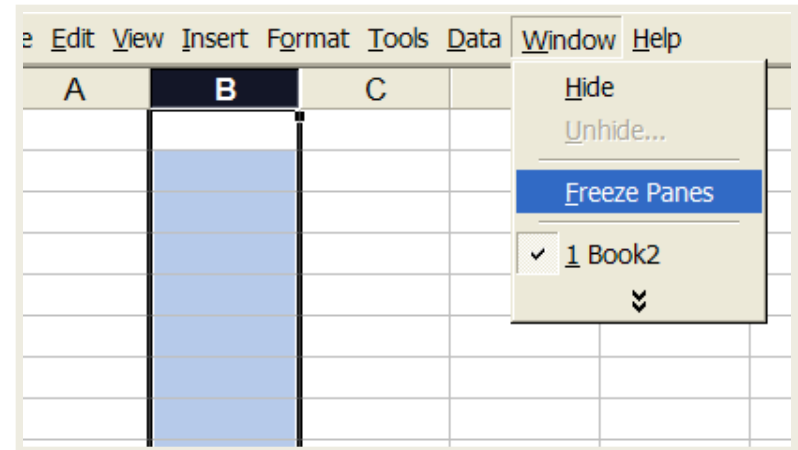 e Edit View Insert Format Tools Data Window Help
A B C
Hide
Unhide...
Freeze Panes
1 Book2